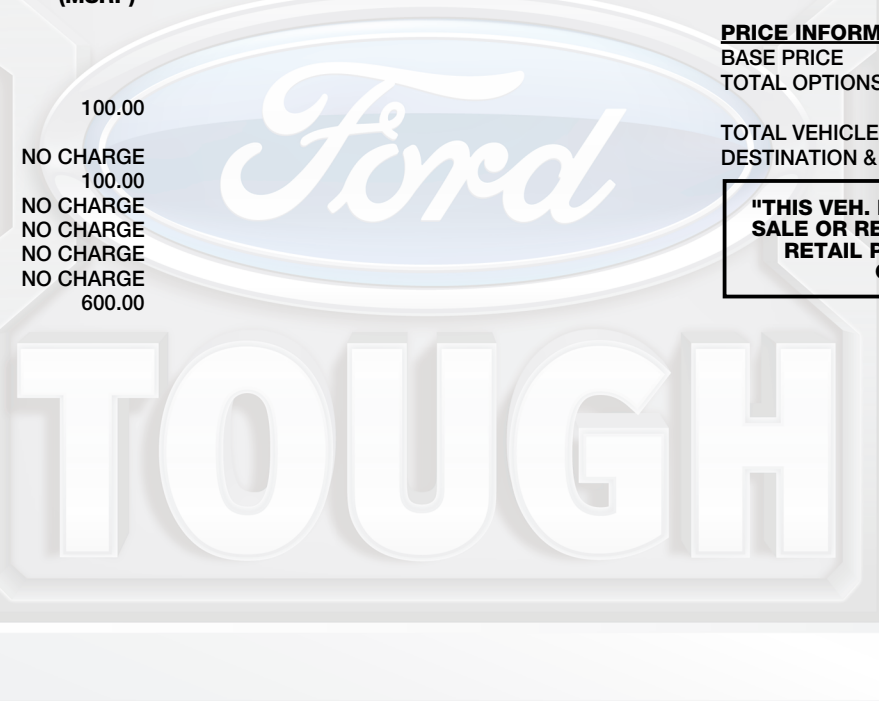 (MSRP)
100.00
NO CHARGE
100.00
NO CHARGE
NO CHARGE
NO CHARGE
NO CHARGE
600.00
PRICE INFORM
BASE PRICE
TOTAL OPTIONS
TOTAL VEHICLE
DESTINATION &
"THIS VEH.
SALE OR RE
RETAIL P
Ford
TOUGH